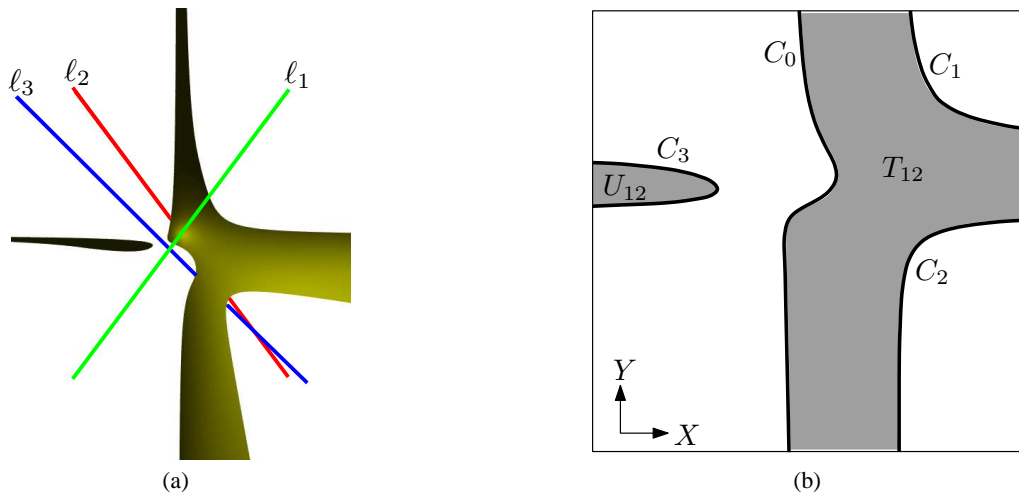 ℓ₃ ℓ₂ ℓ₁
C₀ C₁
C₃
U₁₂ T₁₂
C₂
Y
X
(a) (b)